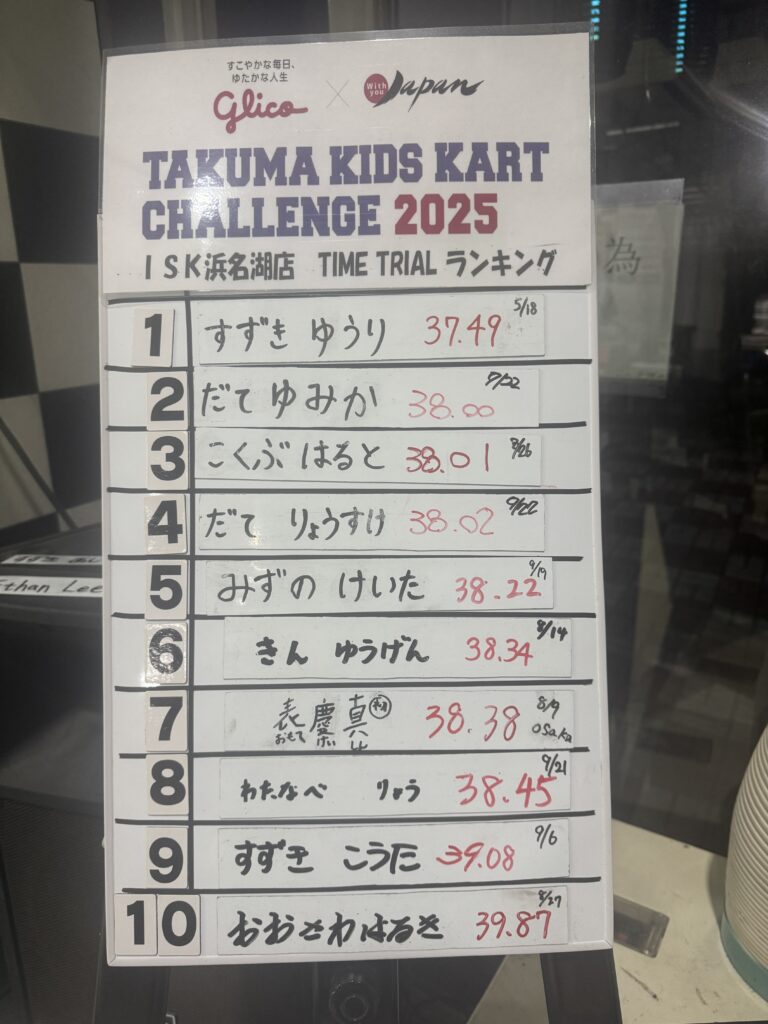 すこやかな毎日、
ゆたかな人生
Glico × With you Japan
TAKUMA KIDS KART
CHALLENGE 2025
ISK浜名湖店 TIME TRIAL ランキング
為
1 すずき ゆうり 37.49 5/18
2 だて ゆみか 38.00 9/22
3 こくぶ はると 38.01 8/26
4 だて りょうすけ 38.02 9/22
5 みずの けいた 38.22 9/19
Ethan Lee
6 きん ゆうげん 38.34 8/14
7 表 慶 38.38 8/9
おもて osaka
8 わたなべ りょう 38.45 9/21
9 すずき こうた 39.08 9/6
10 おおさわはるき 39.87 8/27